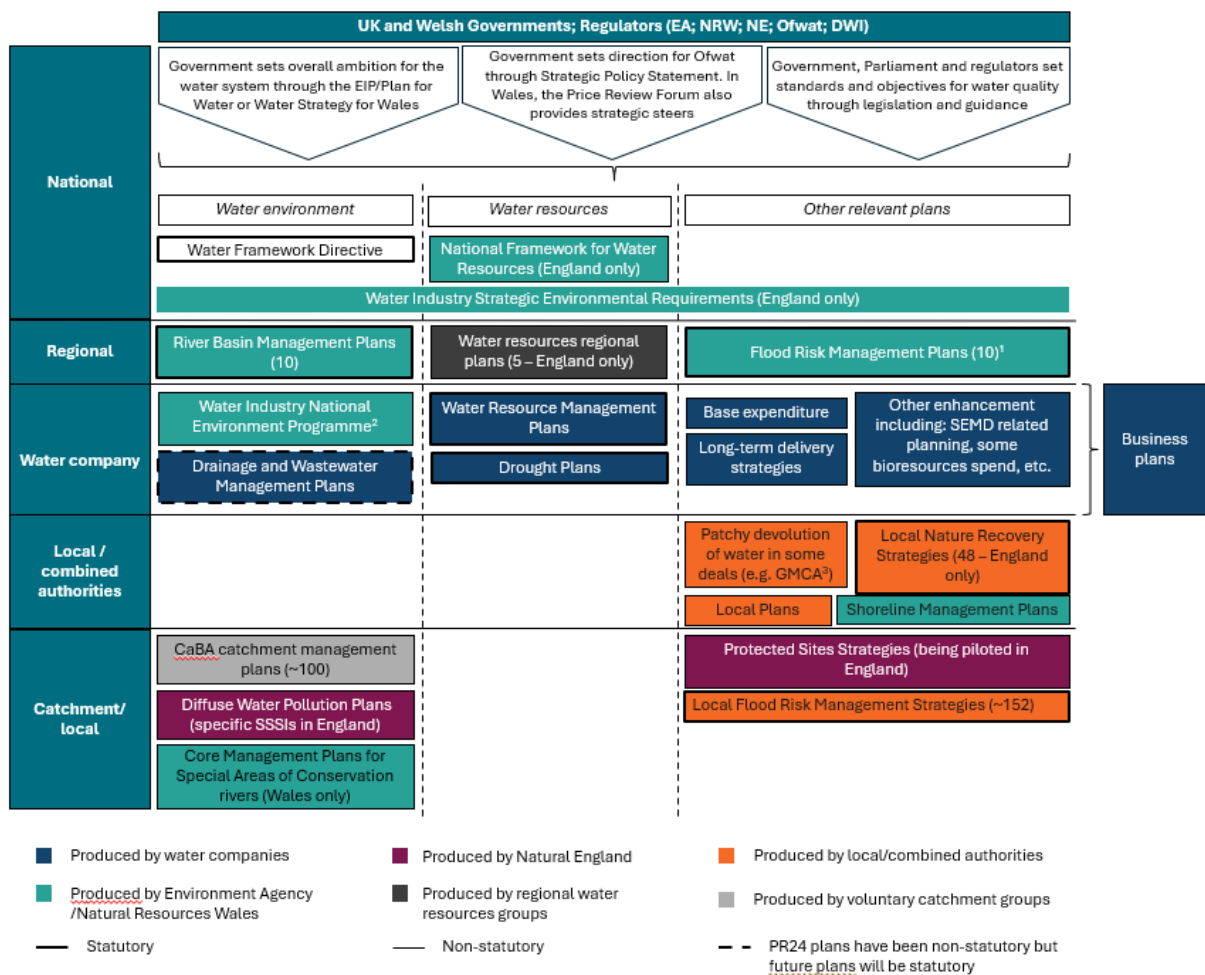 UK and Welsh Governments; Regulators (EA; NRW; NE; Ofwat; DWI)
Government sets overall ambition for the
water system through the EIP/Plan for
Water or Water Strategy for Wales
Government sets direction for Ofwat
through Strategic Policy Statement. In
Wales, the Price Review Forum also
provides strategic steers
Government, Parliament and regulators set
standards and objectives for water quality
through legislation and guidance
National
Water environment
Water resources
Other relevant plans
Water Framework Directive
National Framework for Water
Resources (England only)
Water Industry Strategic Environmental Requirements (England only)
Regional
River Basin Management Plans
(10)
Water resources regional
plans (5 – England only)
Flood Risk Management Plans (10)¹
Water company
Water Industry National
Environment Programme²
Drainage and Wastewater
Management Plans
Water Resource Management
Plans
Drought Plans
Base expenditure
Long-term delivery
strategies
Other enhancement
including: SEMD related
planning, some
bioresources spend, etc.
Business
plans
Local /
combined
authorities
Patchy devolution
of water in some
deals (e.g. GMCA³)
Local Nature Recovery
Strategies (48 – England
only)
Local Plans
Shoreline Management Plans
Catchment/
local
CaBA catchment management
plans (~100)
Diffuse Water Pollution Plans
(specific SSSIs in England)
Core Management Plans for
Special Areas of Conservation
rivers (Wales only)
Protected Sites Strategies (being piloted in
England)
Local Flood Risk Management Strategies (~152)
Produced by water companies
Produced by Natural England
Produced by local/combined authorities
Produced by Environment Agency
/Natural Resources Wales
Produced by regional water
resources groups
Produced by voluntary catchment groups
Statutory
Non-statutory
PR24 plans have been non-statutory but
future plans will be statutory